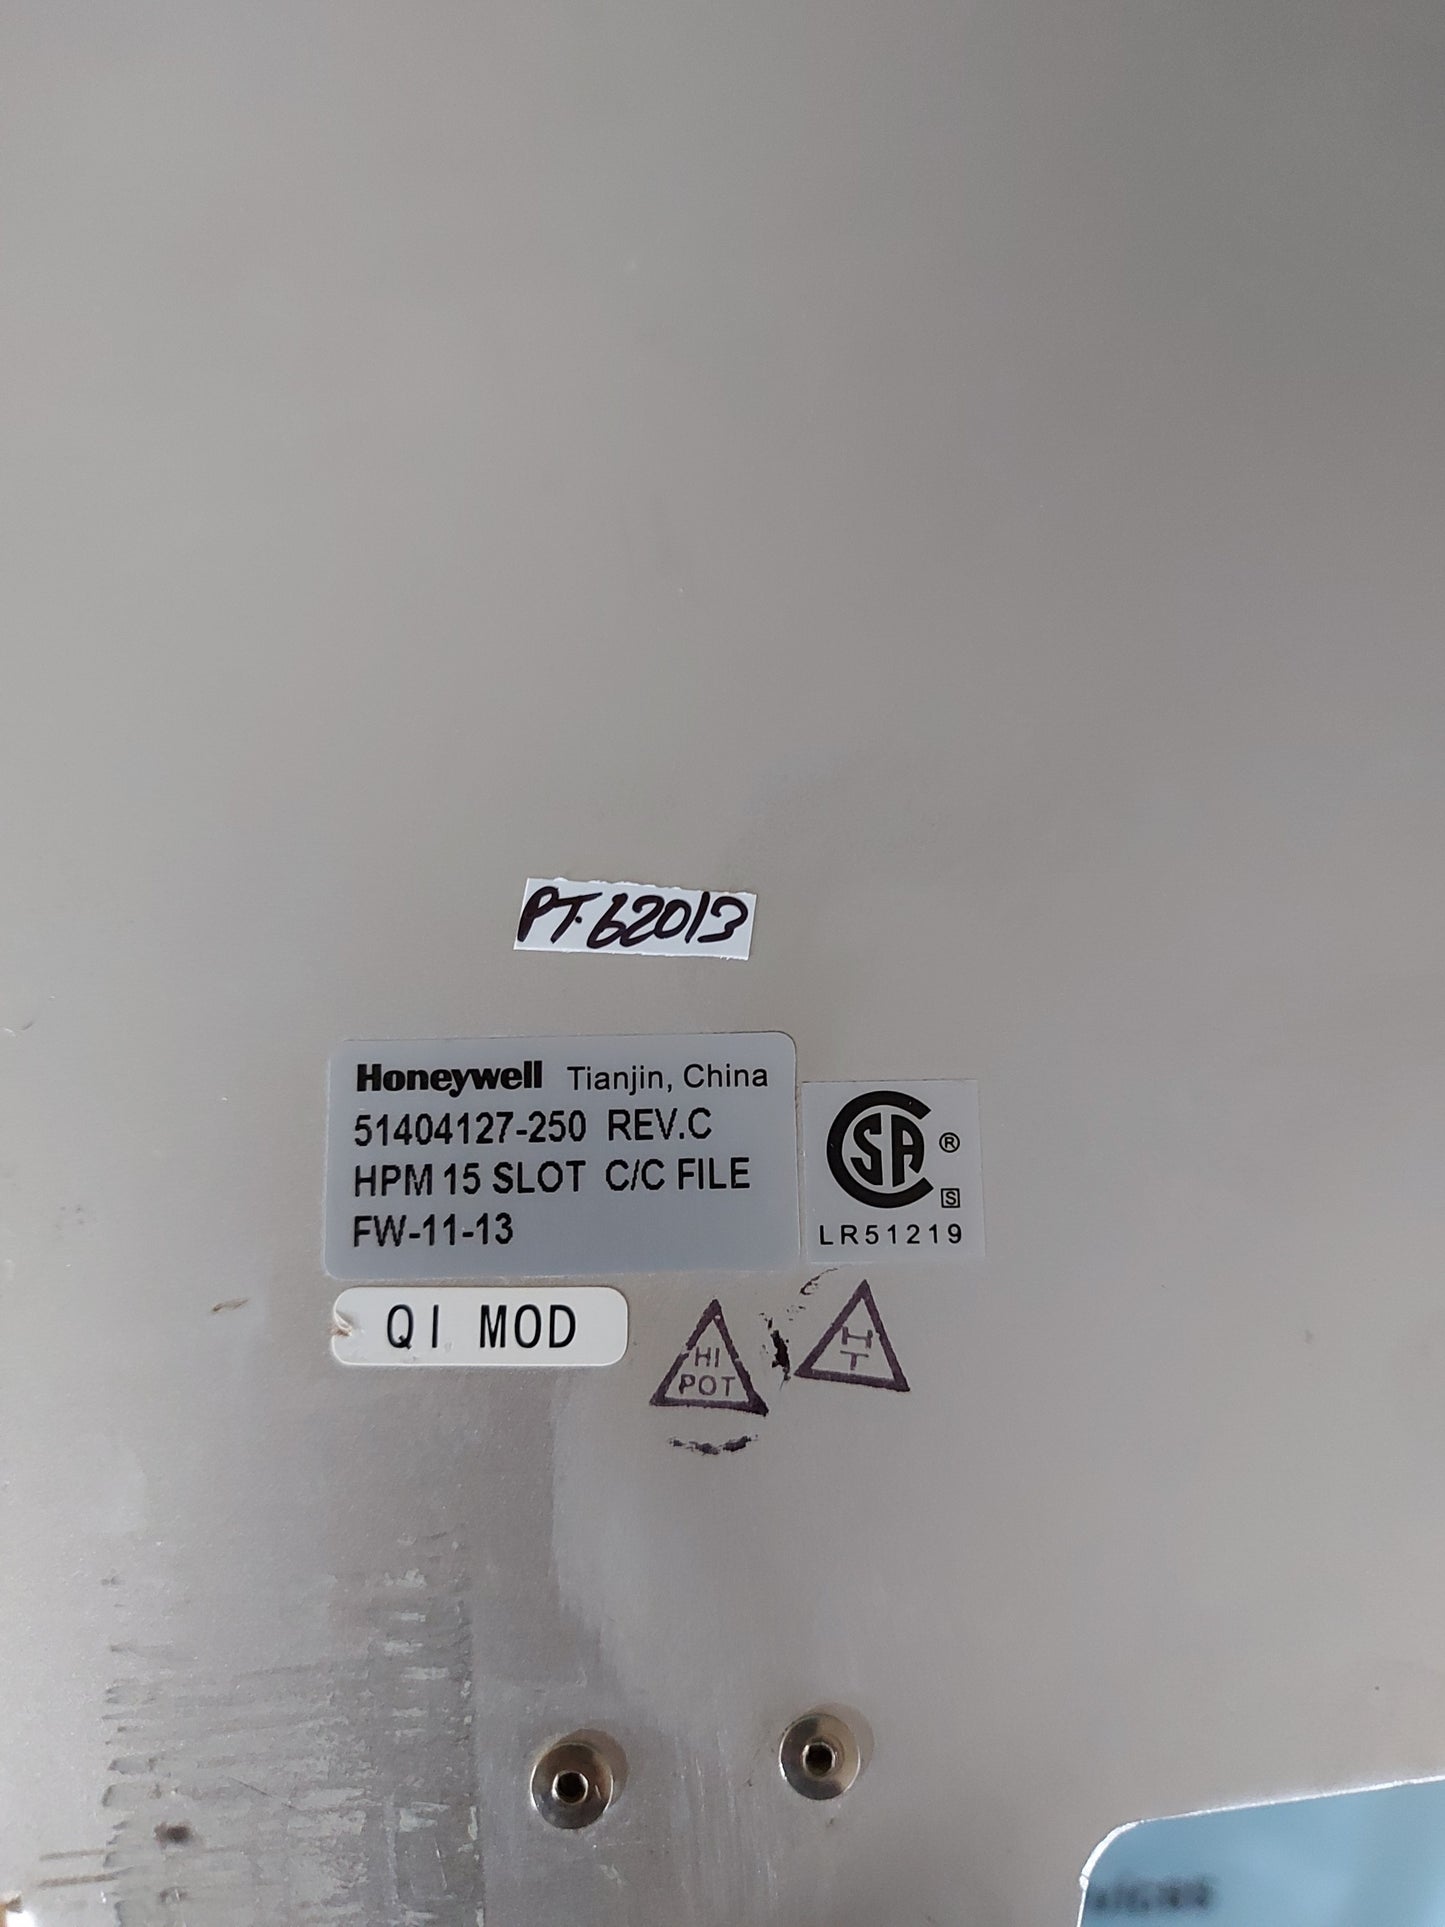 PT.62013
Honeywell Tianjin, China
51404127-250 REV.C
HPM 15 SLOT C/C FILE
FW-11-13
CSA ®
S
LR51219
QI MOD
HI
POT
H
T